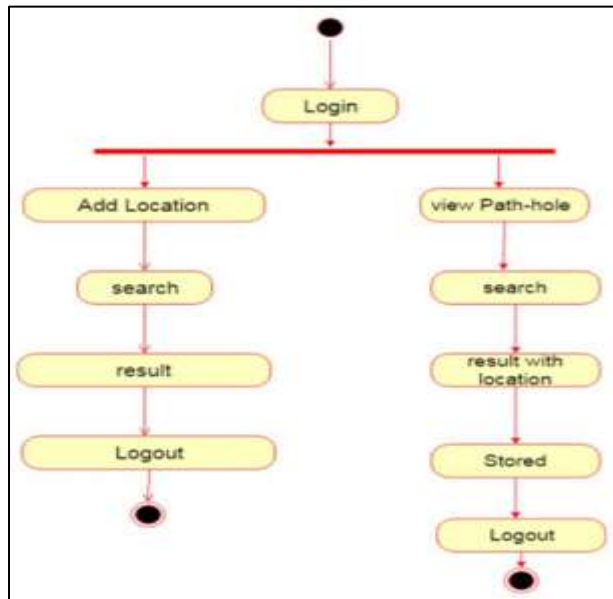 Login
Add Location
view Path-hole
search
search
result
result with
location
Logout
Stored
Logout